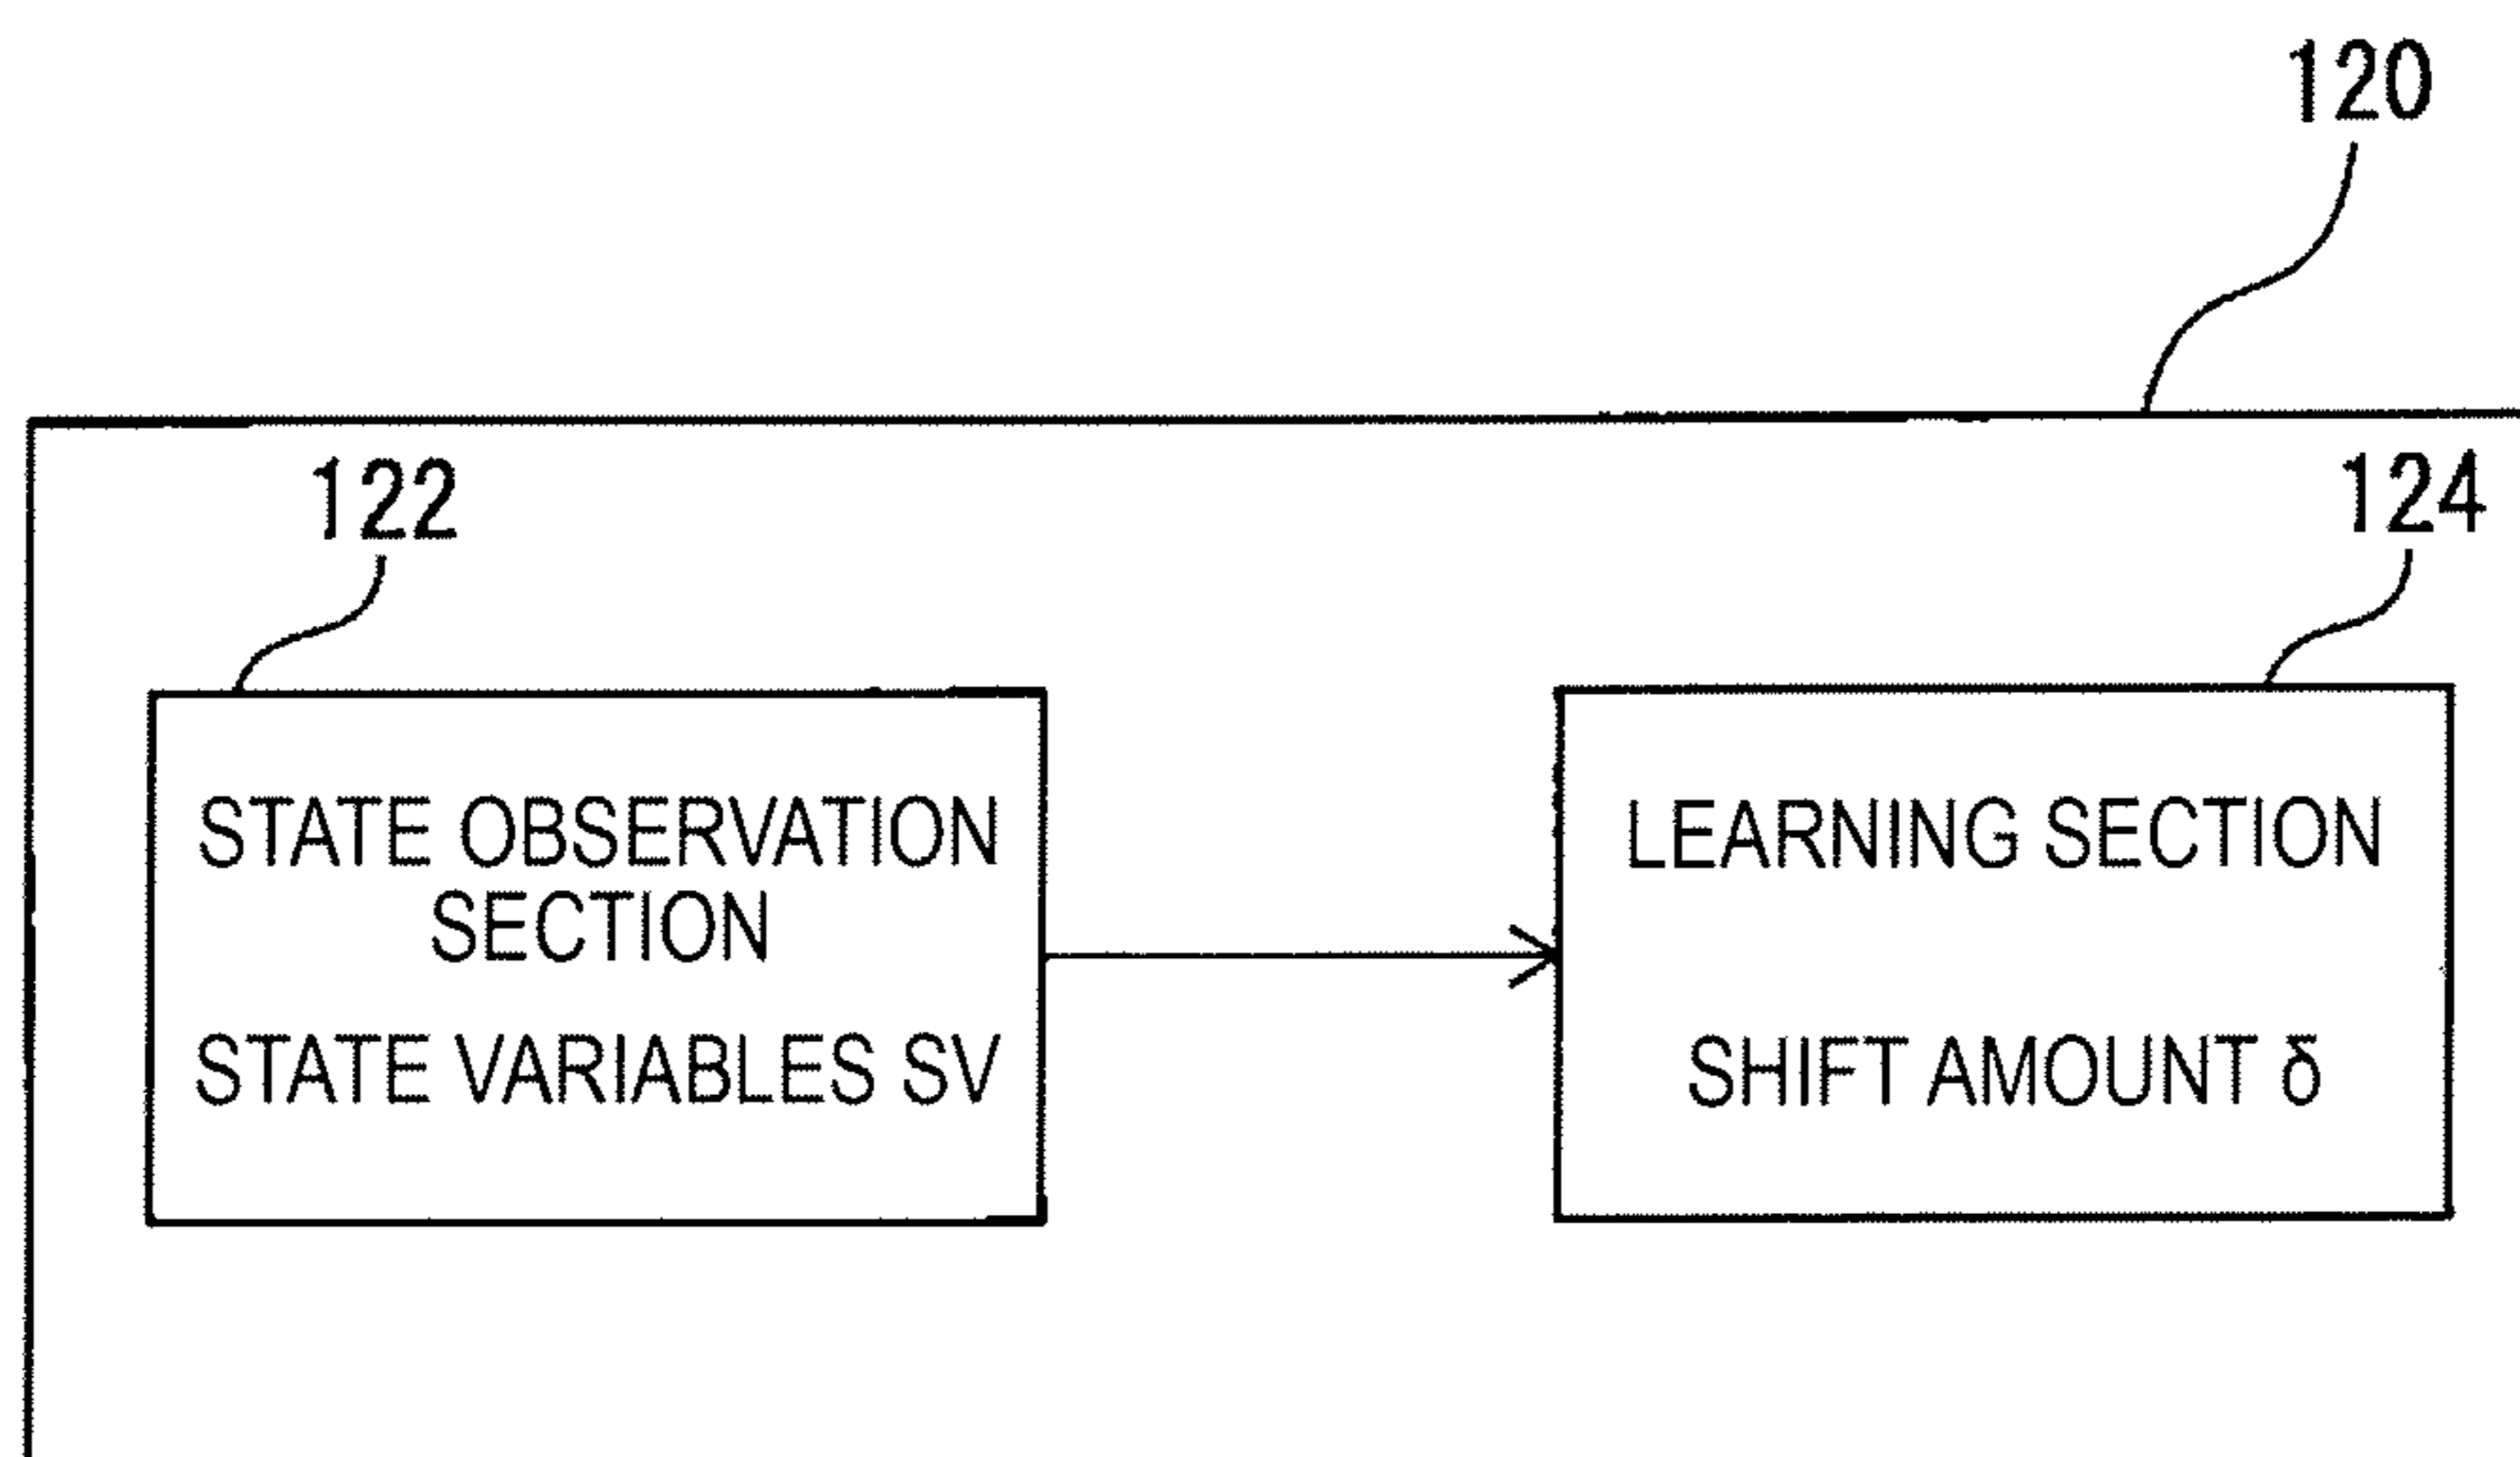 120
122
124
STATE OBSERVATION
SECTION
STATE VARIABLES SV
LEARNING SECTION
SHIFT AMOUNT δ